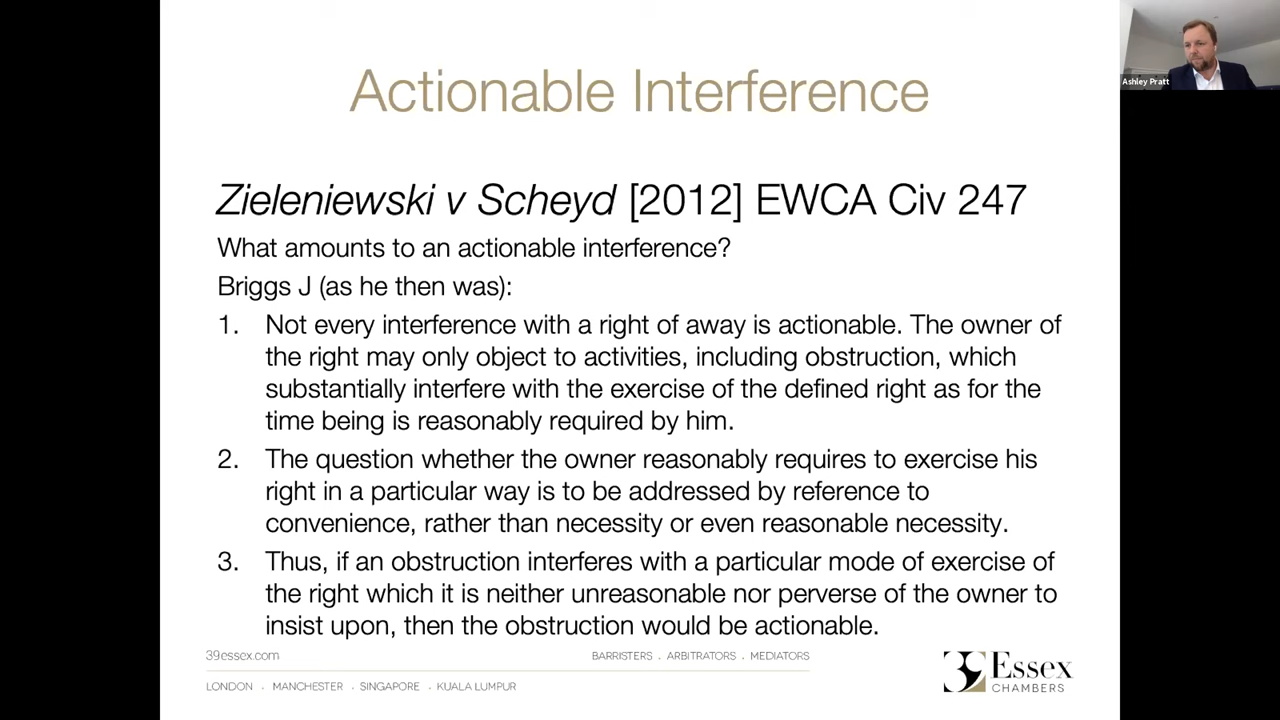 Actionable Interference
Ashley Pratt
Zieleniewski v Scheyd [2012] EWCA Civ 247
What amounts to an actionable interference?
Briggs J (as he then was):
1. Not every interference with a right of away is actionable. The owner of
the right may only object to activities, including obstruction, which
substantially interfere with the exercise of the defined right as for the
time being is reasonably required by him.
2. The question whether the owner reasonably requires to exercise his
right in a particular way is to be addressed by reference to
convenience, rather than necessity or even reasonable necessity.
3. Thus, if an obstruction interferes with a particular mode of exercise of
the right which it is neither unreasonable nor perverse of the owner to
insist upon, then the obstruction would be actionable.
39essex.com
BARRISTERS . ARBITRATORS . MEDIATORS
LONDON . MANCHESTER . SINGAPORE . KUALA LUMPUR
39 Essex
CHAMBERS